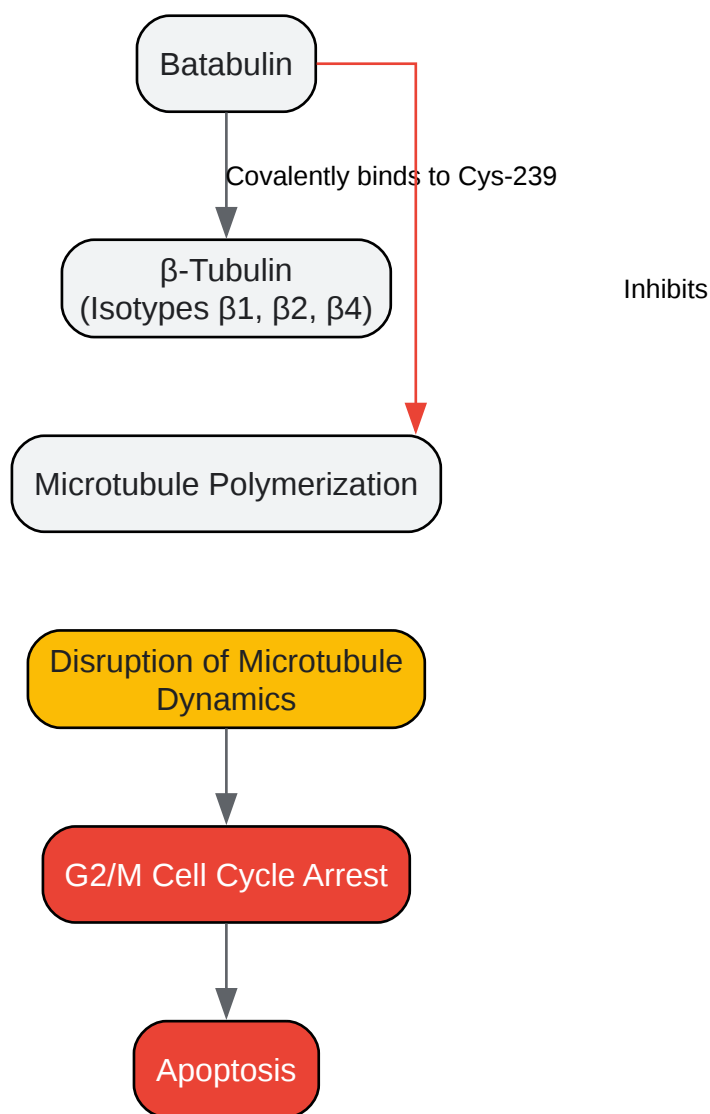 Batabulin
Covalently binds to Cys-239
β-Tubulin
(Isotypes β1, β2, β4)
Inhibits
Microtubule Polymerization
Disruption of Microtubule
Dynamics
G2/M Cell Cycle Arrest
Apoptosis